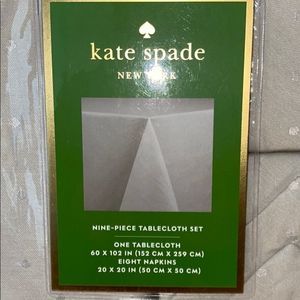 kate spade
NEW YORK
NINE-PIECE TABLECLOTH SET
ONE TABLECLOTH
60 X 102 IN (152 CM X 259 CM)
EIGHT NAPKINS
20 X 20 IN (50 CM X 50 CM)